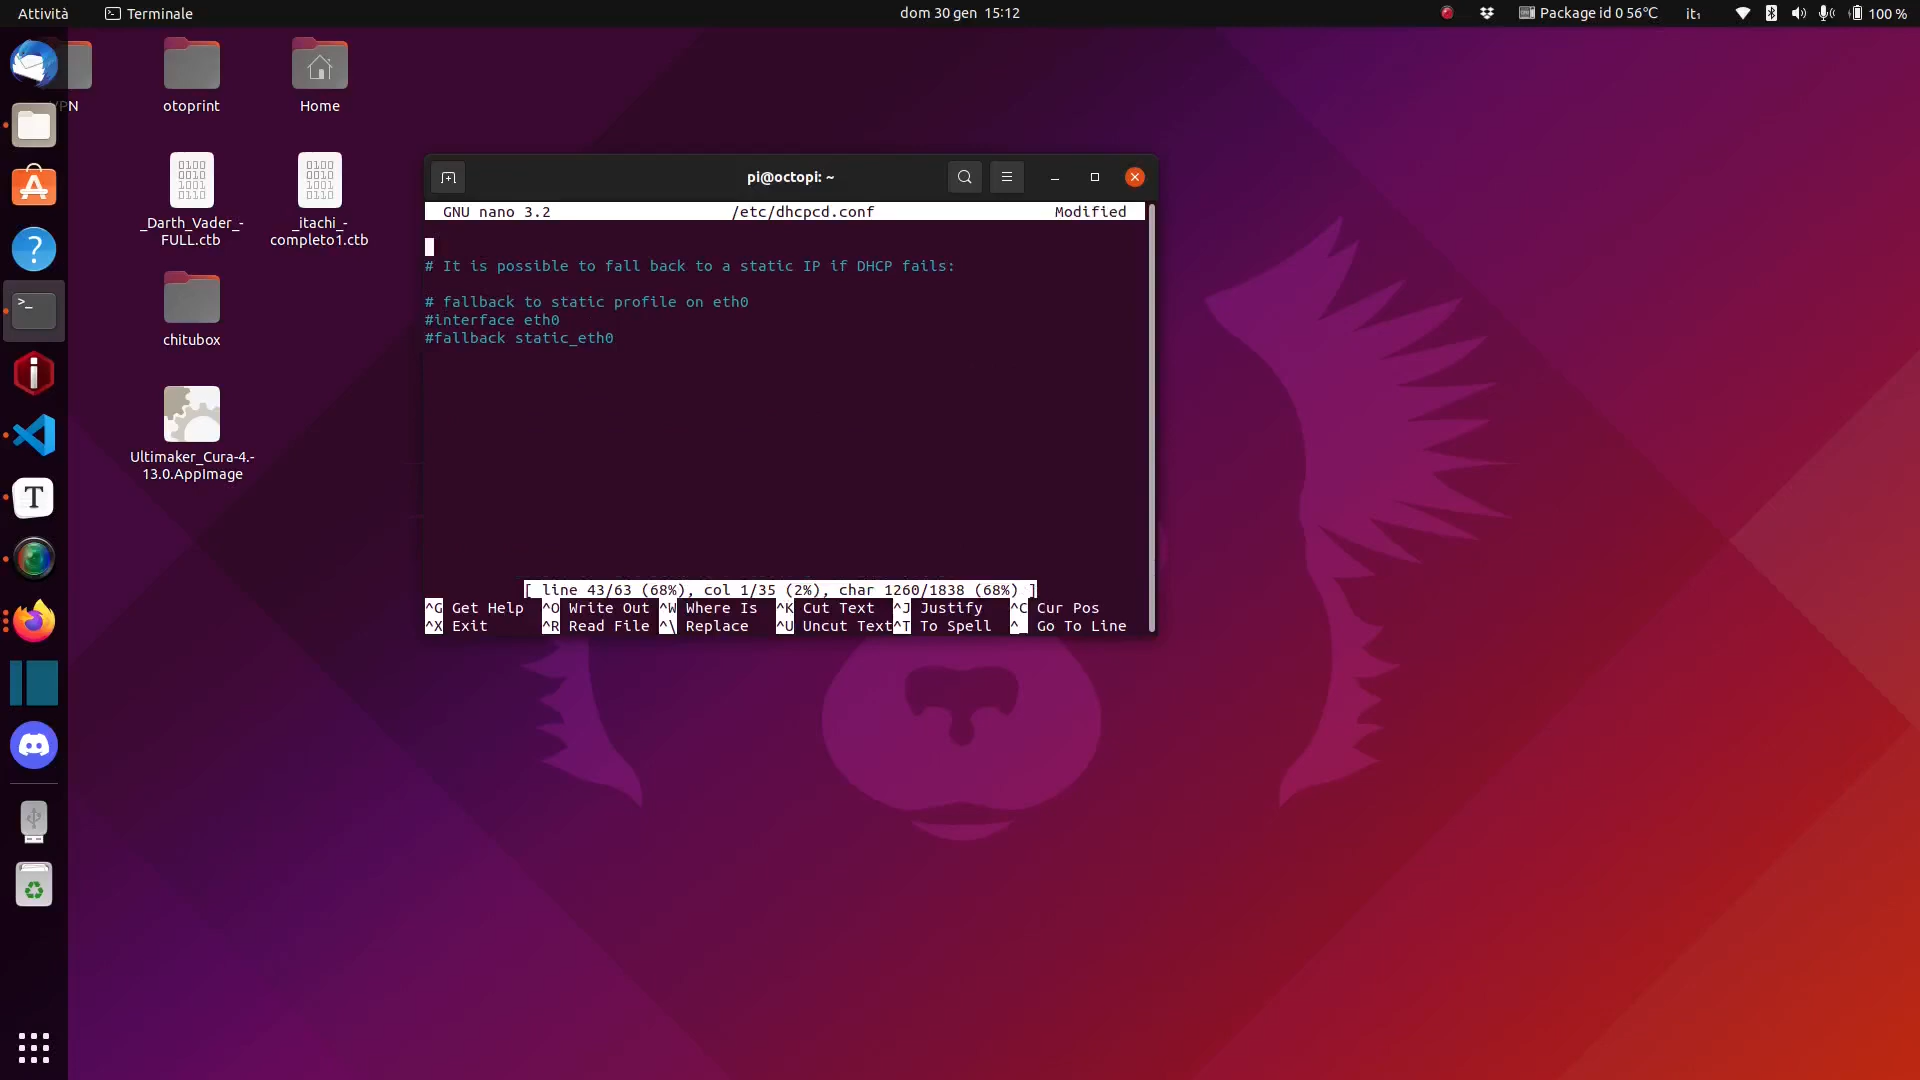 Attività
Terminale
dom 30 gen 15:12
Package id 0 56°C
it₁
100 %
PN
otoprint
Home
_Darth_Vader_-
FULL.ctb
_itachi_-
completo1.ctb
chitubox
Ultimaker_Cura-4.-
13.0.AppImage
pi@octopi: ~
GNU nano 3.2 /etc/dhcpcd.conf Modified
# It is possible to fall back to a static IP if DHCP fails:
# fallback to static profile on eth0
#interface eth0
#fallback static_eth0
[ line 43/63 (68%), col 1/35 (2%), char 1260/1838 (68%) ]
^G Get Help ^O Write Out ^W Where Is ^K Cut Text ^J Justify ^C Cur Pos
^X Exit ^R Read File ^\ Replace ^U Uncut Text ^T To Spell ^_ Go To Line